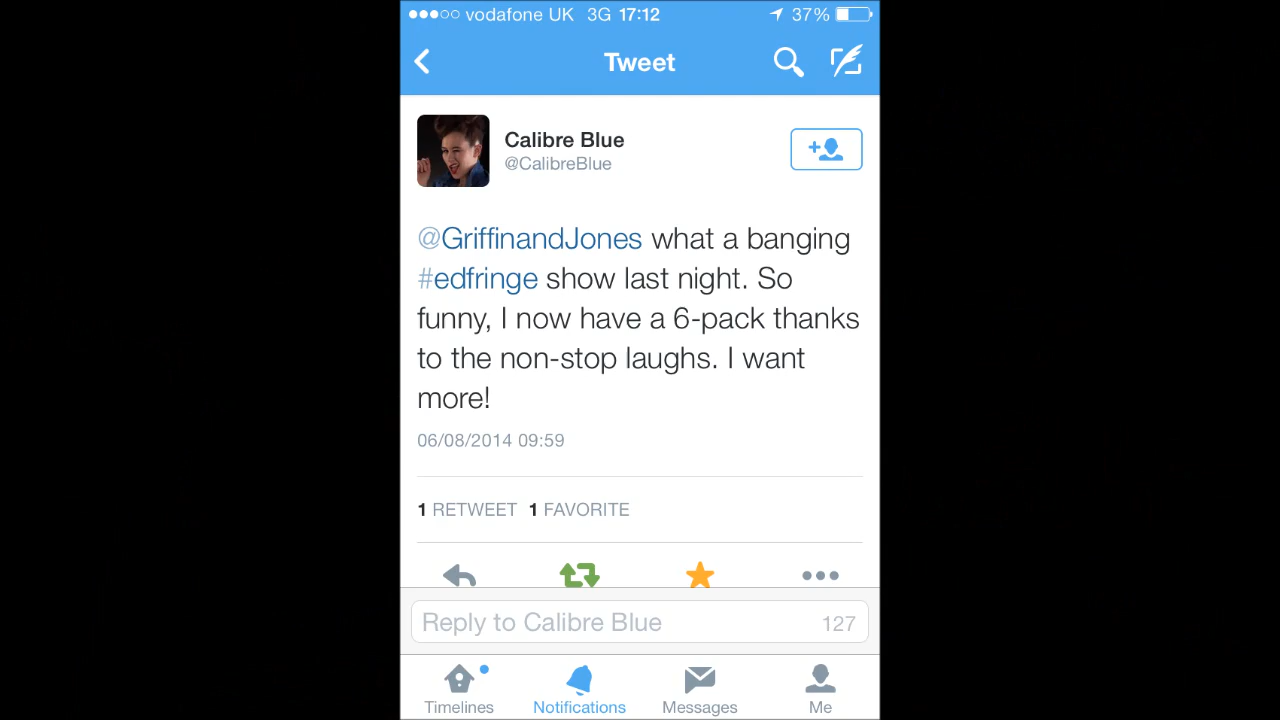 vodafone UK 3G 17:12 37%
Tweet
Calibre Blue
@CalibreBlue
@GriffinandJones what a banging
#edfringe show last night. So
funny, I now have a 6-pack thanks
to the non-stop laughs. I want
more!
06/08/2014 09:59
1 RETWEET 1 FAVORITE
Reply to Calibre Blue 127
Timelines Notifications Messages Me